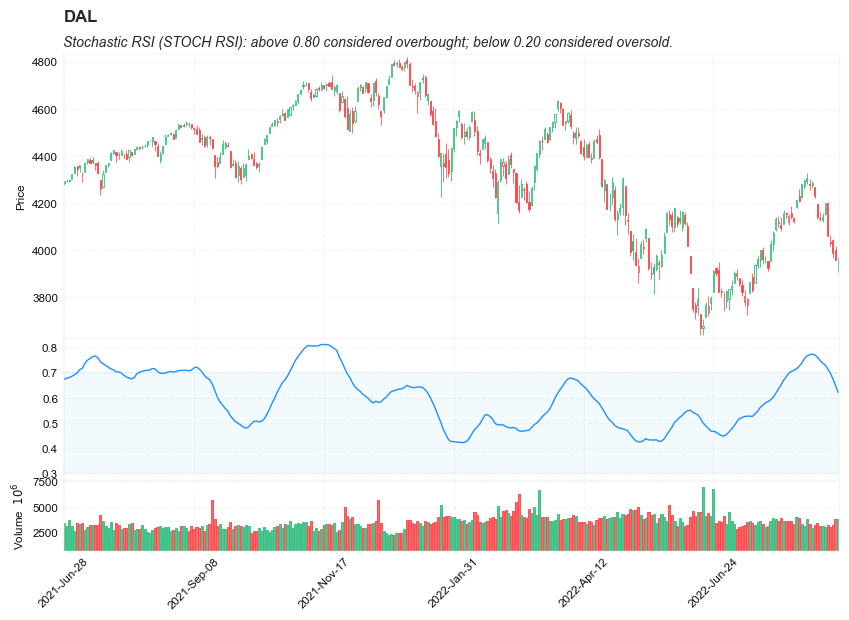 DAL
Stochastic RSI (STOCH RSI): above 0.80 considered overbought; below 0.20 considered oversold.
4800
4600
4400
4200
4000
3800
Price
0.8
0.7
0.6
0.5
0.4
0.3
7500
5000
2500
Volume 10^6
2021-Jun-28
2021-Sep-08
2021-Nov-17
2022-Jan-31
2022-Apr-12
2022-Jun-24